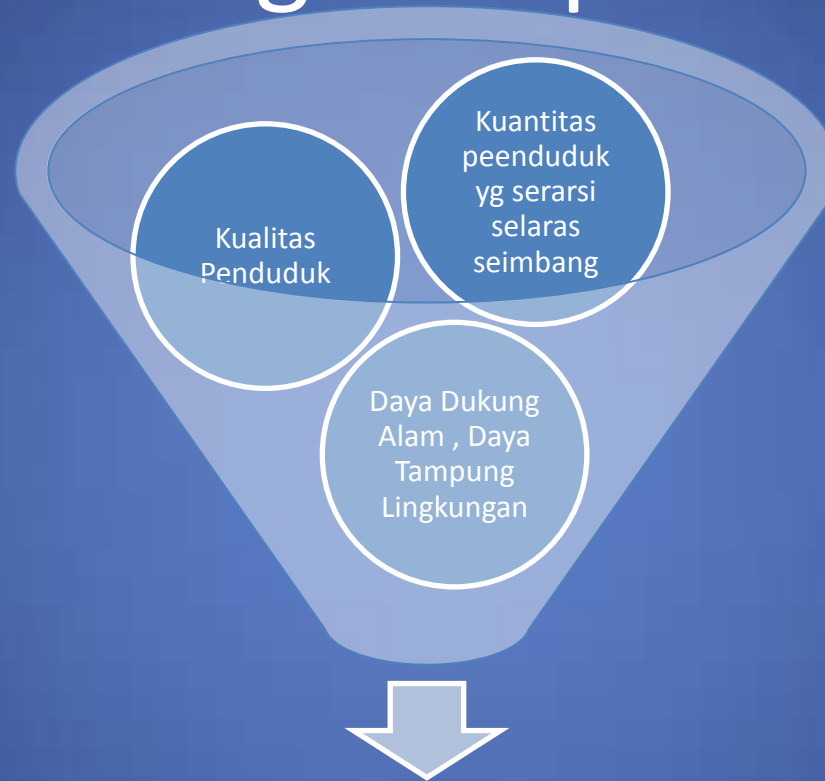 Kuantitas
peenduduk
yg serarsi
selaras
seimbang
Kualitas
Penduduk
Daya Dukung
Alam , Daya
Tampung
Lingkungan